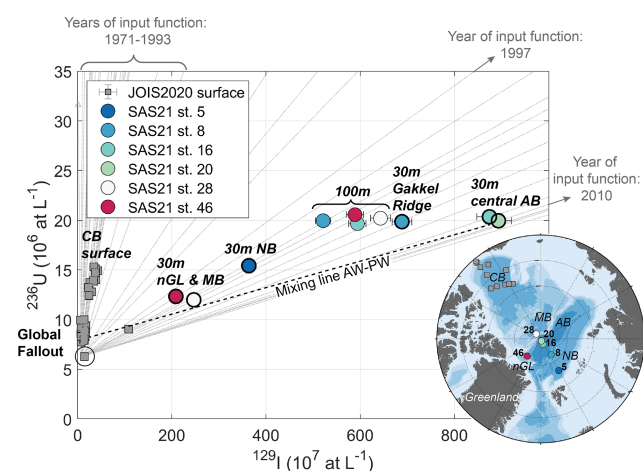 Years of input function:
1971-1993
Year of input function:
1997
Year of
input function:
2010
35
30
25
20
15
10
5
0
²³⁶U (10⁶ at L⁻¹)
JOIS2020 surface
SAS21 st. 5
SAS21 st. 8
SAS21 st. 16
SAS21 st. 20
SAS21 st. 28
SAS21 st. 46
CB
surface
30m
nGL & MB
30m NB
100m
30m
Gakkel
Ridge
30m
central AB
Mixing line AW-PW
Global
Fallout
0
200
400
600
800
¹²⁹I (10⁷ at L⁻¹)
CB
MB
AB
28
20
16
46
8
NB
nGL
5
Greenland